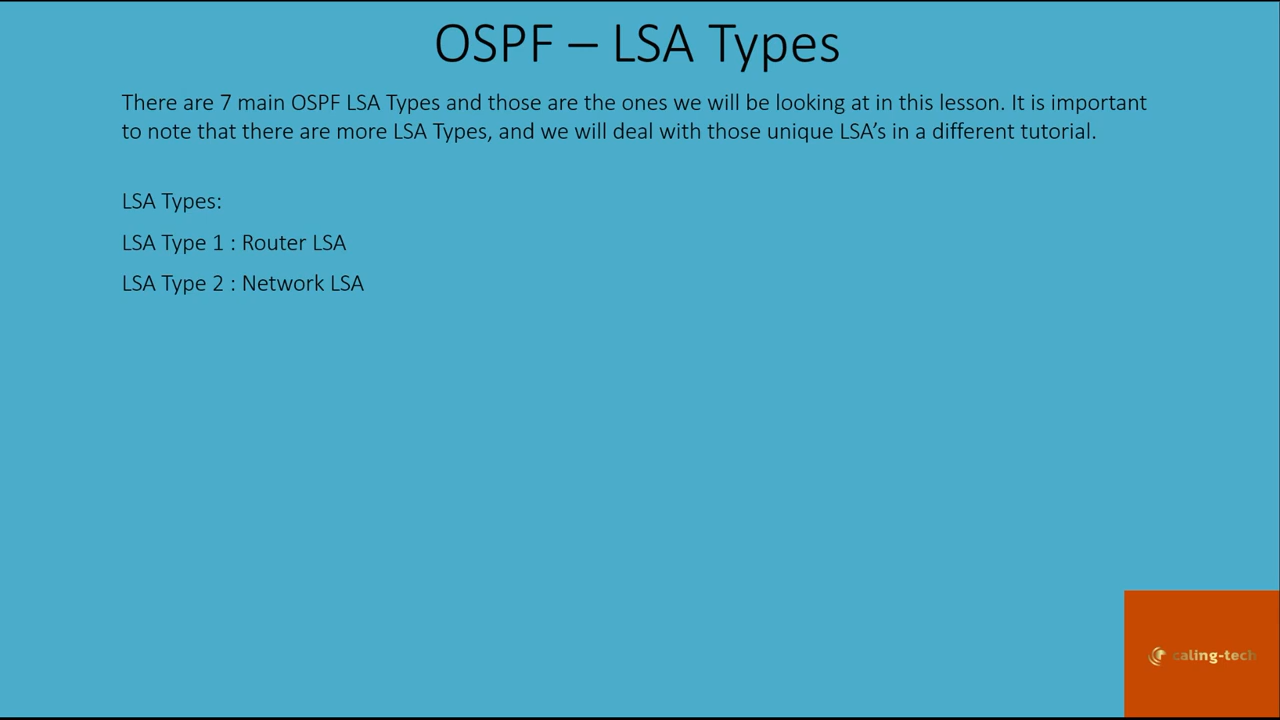 OSPF – LSA Types
There are 7 main OSPF LSA Types and those are the ones we will be looking at in this lesson. It is important
to note that there are more LSA Types, and we will deal with those unique LSA’s in a different tutorial.
LSA Types:
LSA Type 1 : Router LSA
LSA Type 2 : Network LSA
caling-tech